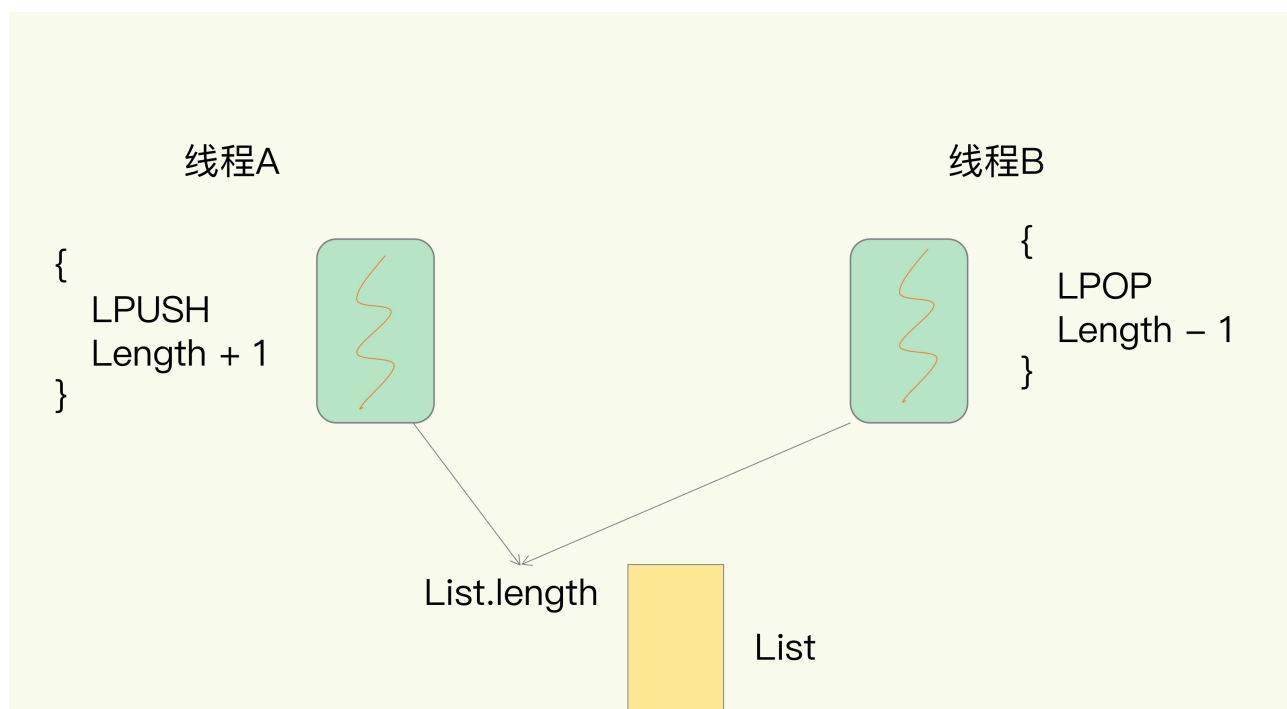 线程A
{
LPUSH
Length + 1
}
线程B
{
LPOP
Length – 1
}
List.length
List